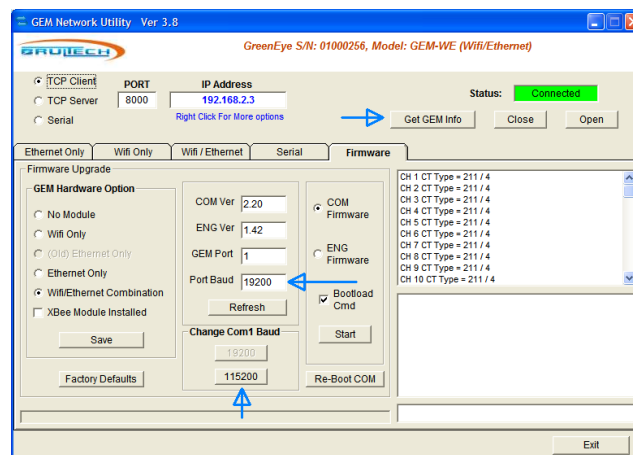 GEM Network Utility Ver 3.8
BRULTECH
GreenEye S/N: 01000256, Model: GEM-WE (Wifi/Ethernet)
TCP Client
TCP Server
Serial
PORT
8000
IP Address
192.168.2.3
Right Click For More options
Status:
Connected
Get GEM Info
Close
Open
Ethernet Only
Wifi Only
Wifi / Ethernet
Serial
Firmware
Firmware Upgrade
GEM Hardware Option
No Module
Wifi Only
(Old) Ethernet Only
Ethernet Only
Wifi/Ethernet Combination
XBee Module Installed
Save
Factory Defaults
COM Ver 2.20
ENG Ver 1.42
GEM Port 1
Port Baud 19200
Refresh
Change Com1 Baud
19200
115200
COM
Firmware
ENG
Firmware
Bootload
Cmd
Start
Re-Boot COM
CH 1 CT Type = 211 / 4
CH 2 CT Type = 211 / 4
CH 3 CT Type = 211 / 4
CH 4 CT Type = 211 / 4
CH 5 CT Type = 211 / 4
CH 6 CT Type = 211 / 4
CH 7 CT Type = 211 / 4
CH 8 CT Type = 211 / 4
CH 9 CT Type = 211 / 4
CH 10 CT Type = 211 / 4
Exit